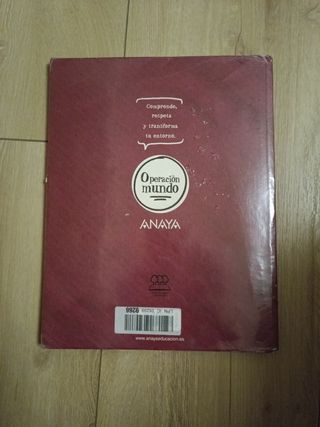 Comprende,
respeta
y transforma
tu entorno.
Operación
mundo
ANAYA
www.anayaeducacion.es